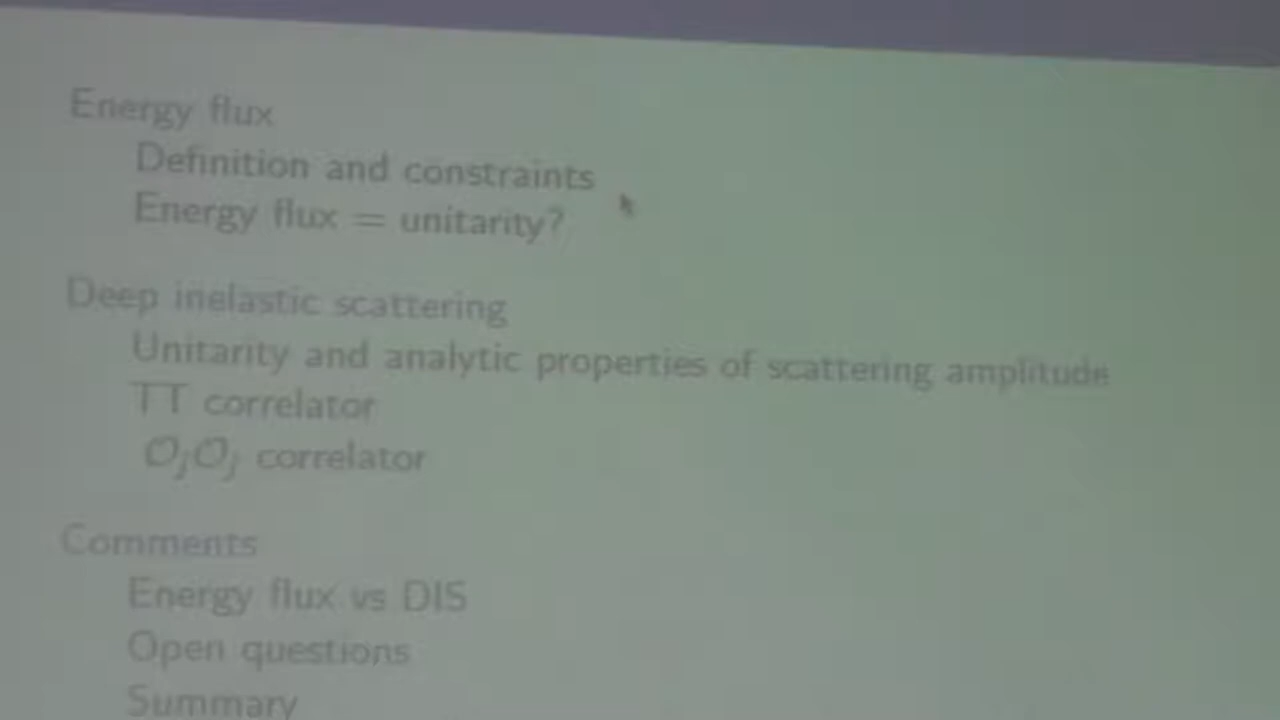 Energy flux
Definition and constraints
Energy flux = unitarity?
Deep inelastic scattering
Unitarity and analytic properties of scattering amplitude
TT correlator
𝒪ⱼ𝒪ⱼ correlator
Comments
Energy flux vs DIS
Open questions
Summary